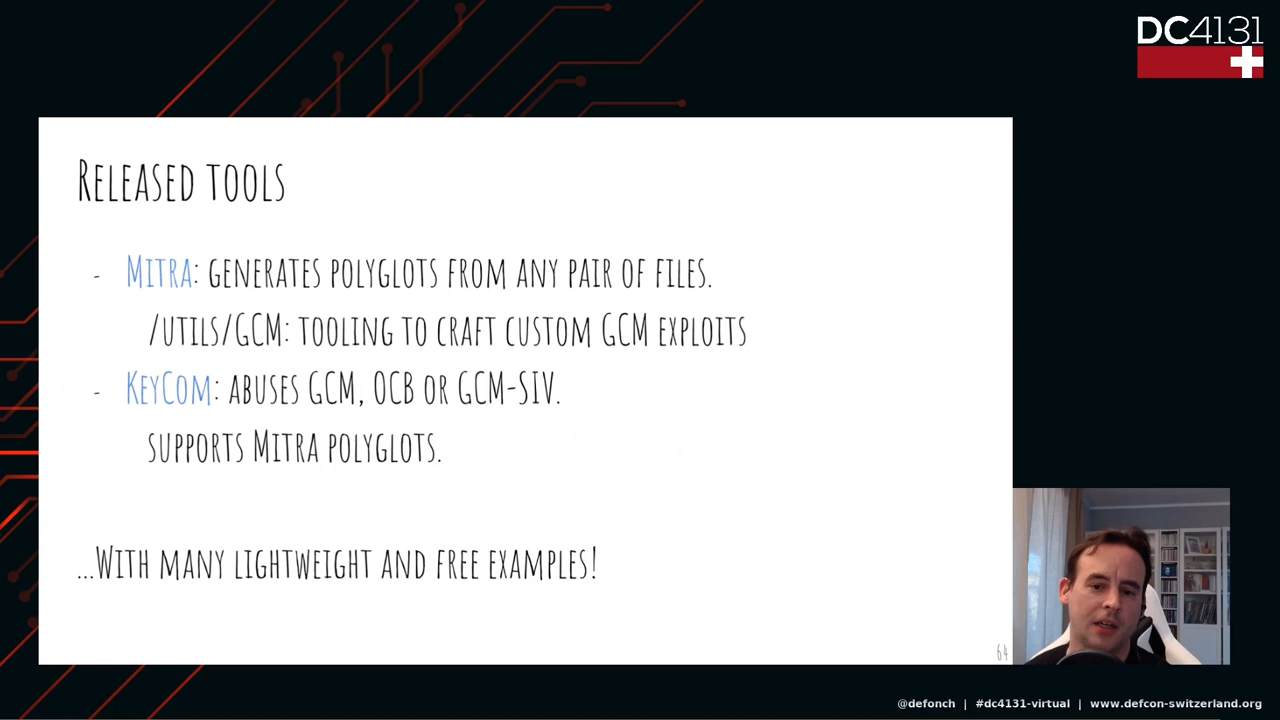 DC4131
Released tools
- Mitra: generates polyglots from any pair of files.
/utils/GCM: tooling to craft custom GCM exploits
- KeyCom: abuses GCM, OCB or GCM-SIV.
supports Mitra polyglots.
...With many lightweight and free examples!
64
@defonch | #dc4131-virtual | www.defcon-switzerland.org